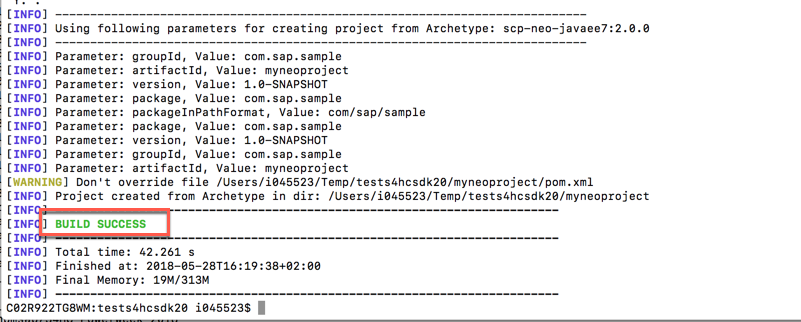 [INFO] ----------------------------------------------------------------------------
[INFO] Using following parameters for creating project from Archetype: scp-neo-javaee7:2.0.0
[INFO] ----------------------------------------------------------------------------
[INFO] Parameter: groupId, Value: com.sap.sample
[INFO] Parameter: artifactId, Value: myneoproject
[INFO] Parameter: version, Value: 1.0-SNAPSHOT
[INFO] Parameter: package, Value: com.sap.sample
[INFO] Parameter: packageInPathFormat, Value: com/sap/sample
[INFO] Parameter: package, Value: com.sap.sample
[INFO] Parameter: version, Value: 1.0-SNAPSHOT
[INFO] Parameter: groupId, Value: com.sap.sample
[INFO] Parameter: artifactId, Value: myneoproject
[WARNING] Don't override file /Users/i045523/Temp/tests4hcsdk20/myneoproject/pom.xml
[INFO] Project created from Archetype in dir: /Users/i045523/Temp/tests4hcsdk20/myneoproject
[INFO] ------------------------------------------------------------------------
[INFO] BUILD SUCCESS
[INFO] ------------------------------------------------------------------------
[INFO] Total time: 42.261 s
[INFO] Finished at: 2018-05-28T16:19:38+02:00
[INFO] Final Memory: 19M/313M
[INFO] ------------------------------------------------------------------------
C02R922TG8WM:tests4hcsdk20 i045523$